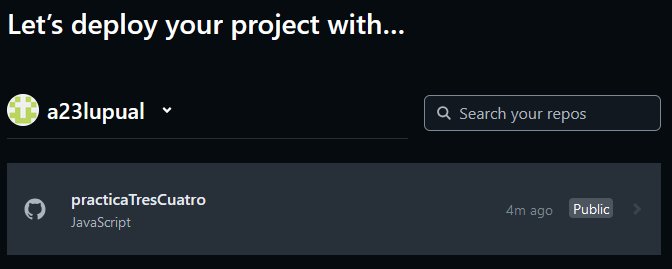 Let's deploy your project with…
a23lupual
Search your repos
practicaTresCuatro
JavaScript
4m ago
Public